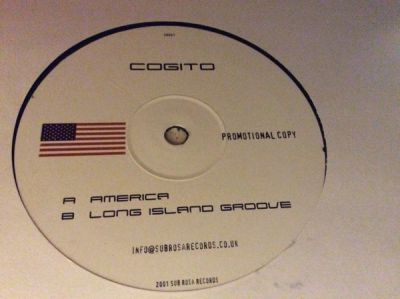 COGITO
PROMOTIONAL COPY
A AMERICA
B LONG ISLAND GROOVE
INFO@SUBROSARECORDS.CO.UK
2001 SUB ROSA RECORDS